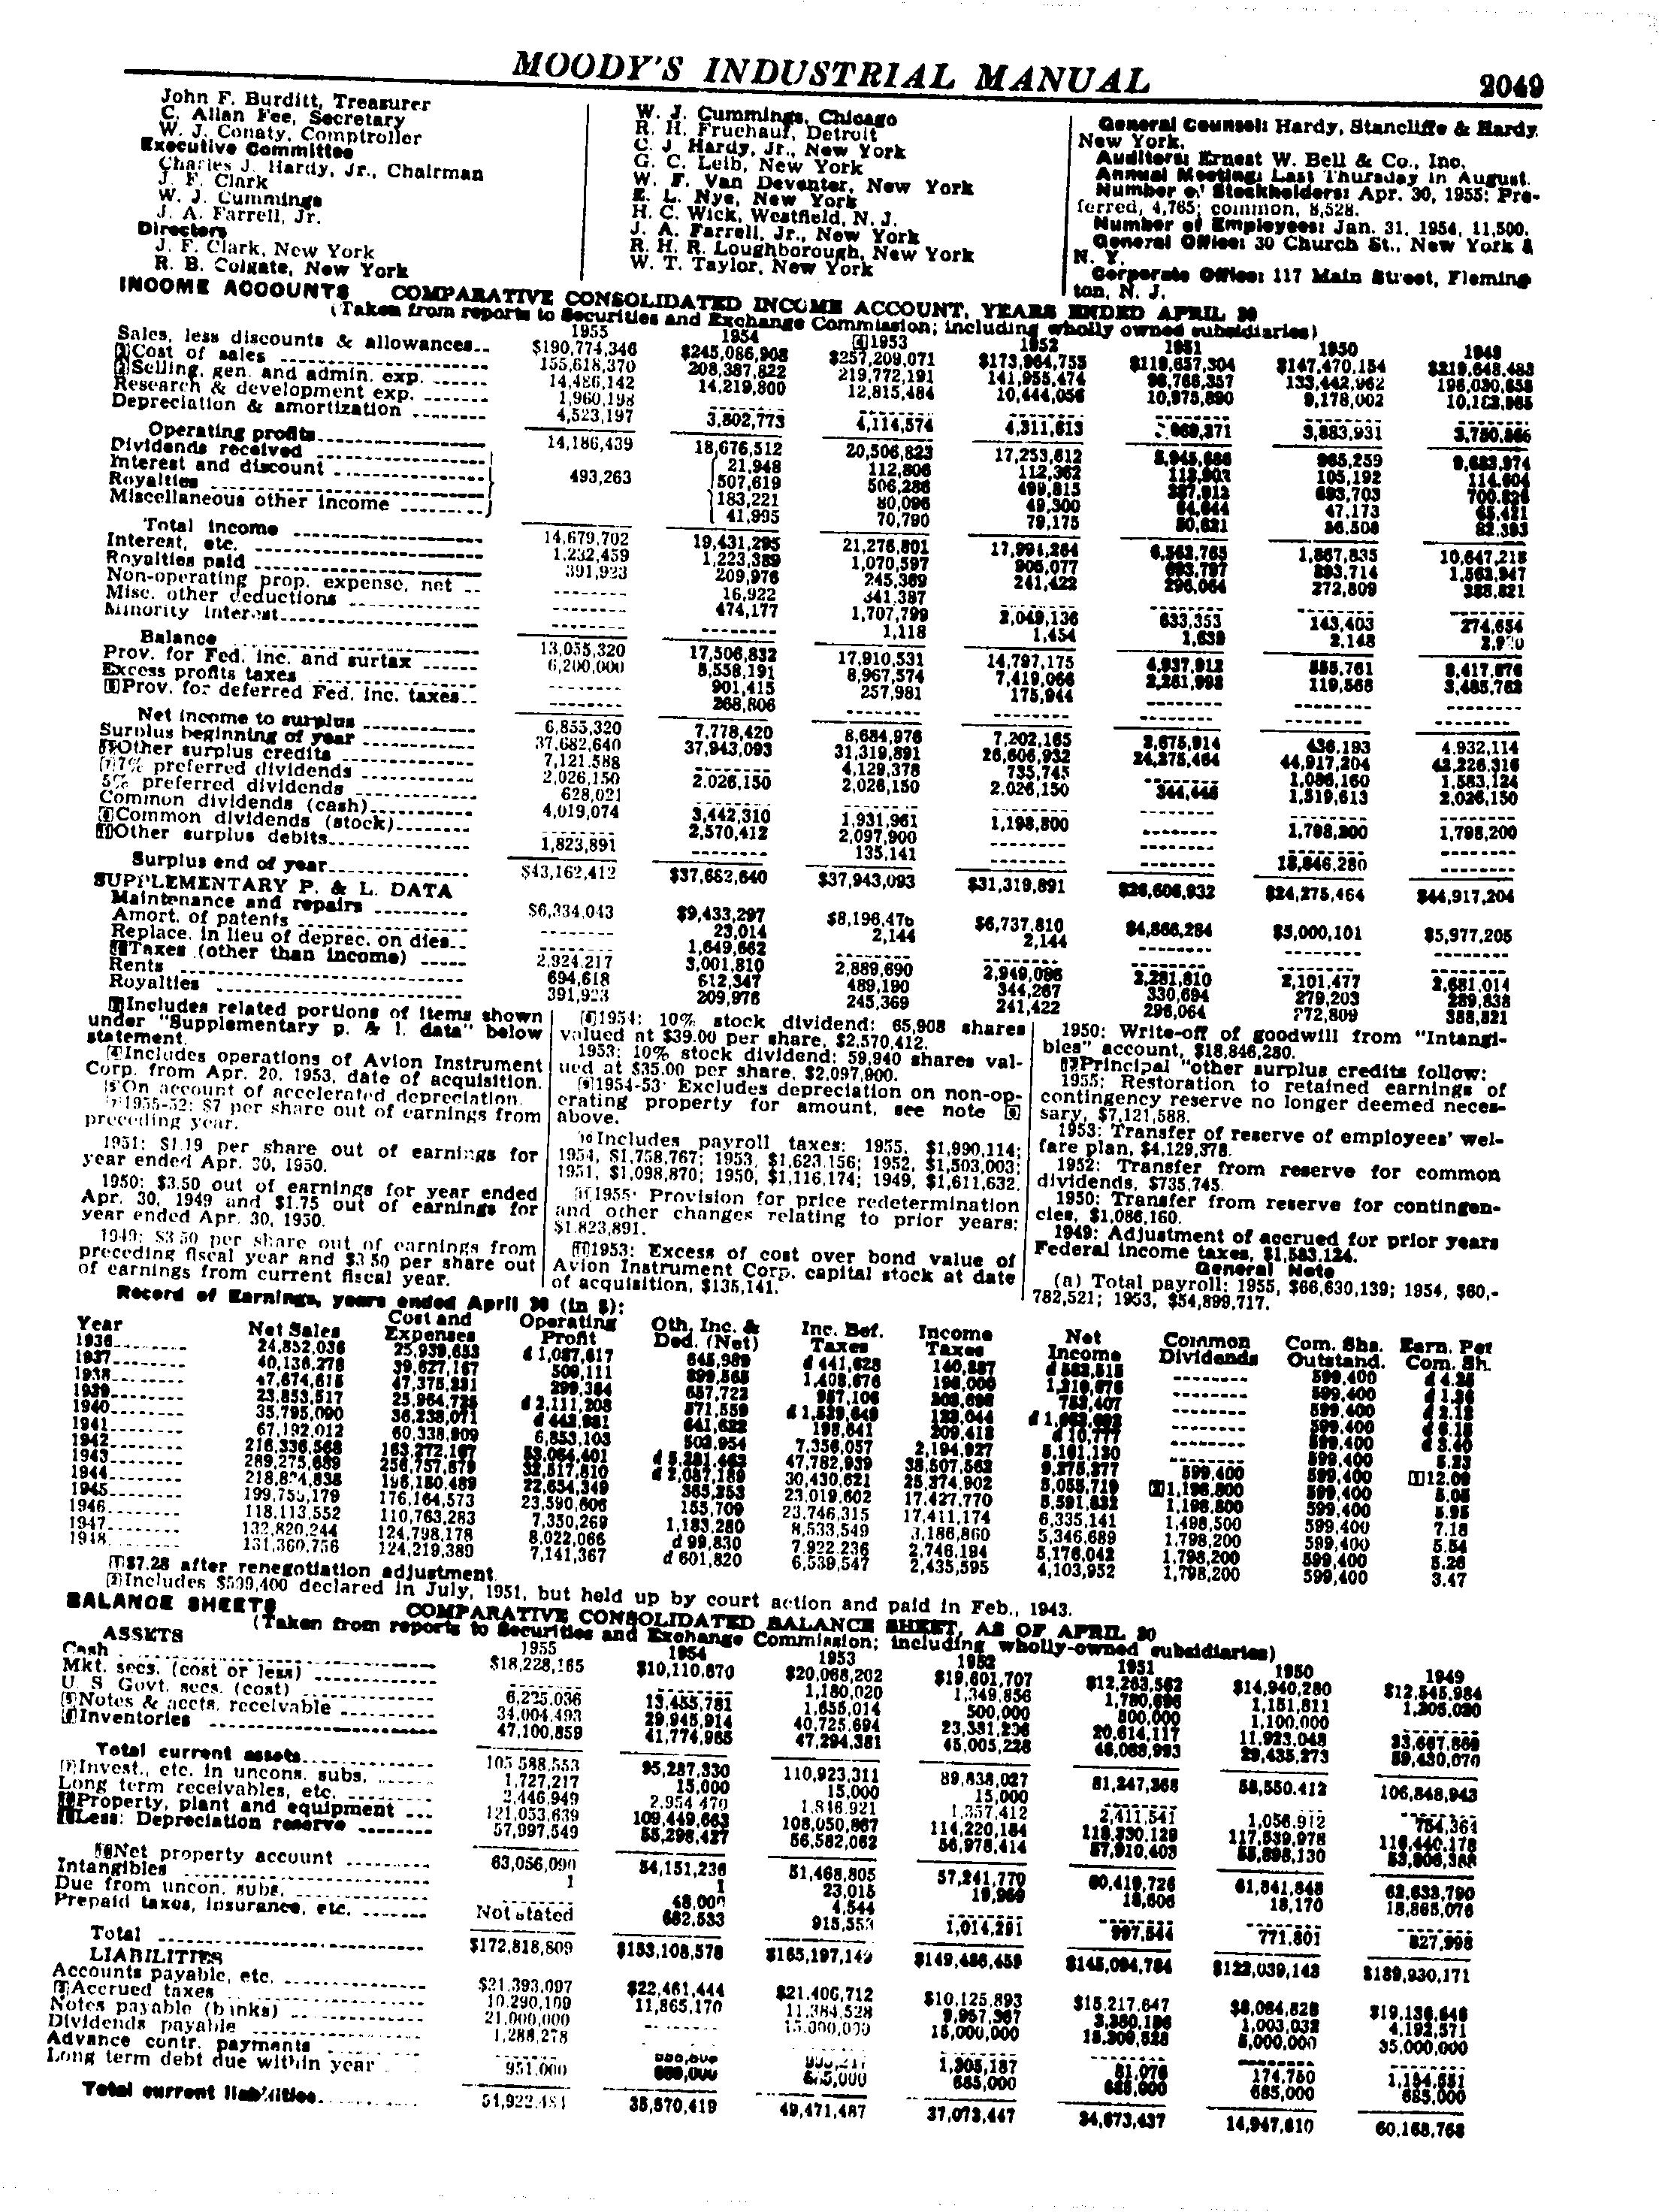 MOODY'S INDUSTRIAL MANUAL 2049
John F. Burditt, Treasurer
C. Allan Fee, Secretary
W. J. Conaty, Comptroller
Executive Committee
Charles J. Hardy, Jr., Chairman
J. F. Clark
W. J. Cummings
J. A. Farrell, Jr.
Directors
J. F. Clark, New York
R. B. Colgate, New York
W. J. Cummings, Chicago
R. H. Fruehauf, Detroit
C. J Hardy, Jr., New York
G. C. Leib, New York
W. F. Van Deventer, New York
E. L. Nye, New York
H. C. Wick, Westfield, N. J.
J. A. Farrell, Jr., New York
R. H. R. Loughborough, New York
W. T. Taylor, New York
General Counsel: Hardy, Stancliffe & Hardy,
New York.
Auditors: Ernest W. Bell & Co., Inc.
Annual Meeting: Last Thursday in August.
Number of Stockholders: Apr. 30, 1955: Pre-
ferred, 4,765; common, 8,528.
Number of Employees: Jan. 31, 1954, 11,500.
General Office: 30 Church St., New York 8
N. Y.
Corporate Office: 117 Main Street, Fleming
ton, N. J.
INCOME ACCOUNTS COMPARATIVE CONSOLIDATED INCOME ACCOUNT, YEARS ENDED APRIL 30
(Taken from reports to Securities and Exchange Commission; including wholly owned subsidiaries)
1955 1954 [4]1953 1952 1951 1950 1949
Sales, less discounts & allowances $190,774,346 $245,086,908 $257,209,071 $173,964,755 $119,657,304 $147,470,154 $219,648,483
Cost of sales 155,618,370 208,387,822 219,772,191 141,955,474 98,766,357 133,442,962 196,030,658
Selling, gen. and admin. exp. 14,486,142 14,219,800 12,815,484 10,444,056 10,975,890 9,178,002
Research & development exp. 1,960,198 -------- -------- -------- -------- -------- --------
Depreciation & amortization 4,523,197 3,802,773 4,114,574 4,311,613 3,883,931
Operating profits 14,186,439 18,676,512 20,506,823 17,253,612 965,259 9,683,974
Dividends received 21,948 112,806 112,362 105,192 114,604
Interest and discount 493,263 507,619 506,286 499,815 693,703
Royalties 183,221 80,096 49,300 64,644 47,173
Miscellaneous other income 41,995 70,790 79,175 50,621 56,508 82,393
Total income 14,679,702 19,431,295 21,276,801 17,994,264 6,563,765 1,867,835 10,647,218
Interest, etc. 1,232,459 1,223,389 1,070,597 906,077 693,797 893,714
Royalties paid 391,923 209,976 245,369 241,422 296,064 272,809 388,821
Non-operating prop. expense, net -------- 16,922 341,387
Misc. other deductions -------- 474,177 1,707,799 2,049,136 633,353 143,403 274,654
Minority interest -------- -------- 1,118 1,454 1,639 2,148
Balance 13,055,320 17,506,832 17,910,531 14,797,175 4,937,912 555,761 8,417,876
Prov. for Fed. inc. and surtax 6,200,000 8,558,191 8,967,574 7,419,066 2,261,998 119,568 3,485,762
Excess profits taxes -------- 901,415 257,981 175,944
Prov. for deferred Fed. inc. taxes -------- 268,806 -------- -------- -------- -------- --------
Net income to surplus 6,855,320 7,778,420 8,684,976 7,202,165 2,675,914 436,193 4,932,114
Surplus beginning of year 37,682,640 37,943,093 31,319,891 26,606,932 24,275,464 44,917,204 42,226,316
Other surplus credits 7,121,588 -------- 4,129,378 735,745 -------- 1,086,160 1,583,124
[7]7% preferred dividends 2,026,150 2,026,150 2,026,150 2,026,150 344,446 1,519,613 2,026,150
5% preferred dividends 628,021 -------- --------
Common dividends (cash) 4,019,074 3,442,310 1,931,961 1,198,800 -------- 1,798,200 1,798,200
Common dividends (stock) -------- 2,570,412 2,097,900
Other surplus debits 1,823,891 -------- 135,141 -------- 18,846,280
Surplus end of year $43,162,412 $37,682,640 $37,943,093 $31,319,891 $26,606,932 $24,275,464 $44,917,204
SUPPLEMENTARY P. & L. DATA
Maintenance and repairs $6,334,043 $9,433,297 $6,737,810 $4,866,284 $5,000,101 $5,977,205
Amort. of patents -------- 23,014 2,144 2,144
Replace. in lieu of deprec. on dies -------- 1,649,662
Taxes (other than income) 2,924,217 3,001,810 2,889,690 2,949,086 2,281,810 2,101,477 2,681,014
Rents 694,618 612,347 489,190 344,267 330,694 279,203 289,838
Royalties 391,923 209,976 245,369 241,422 296,064 272,809 388,821
Includes related portions of items shown
under "Supplementary p. & l. data" below
statement.
[4]Includes operations of Avion Instrument
Corp. from Apr. 20, 1953, date of acquisition.
[5]On account of accelerated depreciation.
[7]1955-52: $7 per share out of earnings from
preceding year.
1951: $1.19 per share out of earnings for
year ended Apr. 30, 1950.
1950: $3.50 out of earnings for year ended
Apr. 30, 1949 and $1.75 out of earnings for
year ended Apr. 30, 1950.
1949: $3.50 per share out of earnings from
preceding fiscal year and $3.50 per share out
of earnings from current fiscal year.
1954: 10% stock dividend: 65,908 shares
valued at $39.00 per share, $2,570,412.
1953: 10% stock dividend: 59,940 shares val-
ued at $35.00 per share, $2,097,900.
[9]1954-53: Excludes depreciation on non-op-
erating property for amount, see note
above.
[10]Includes payroll taxes: 1955, $1,990,114;
1954, $1,758,767; 1953, $1,623,156; 1952, $1,503,003;
1951, $1,098,870; 1950, $1,116,174; 1949, $1,611,632.
[11]1955: Provision for price redetermination
and other changes relating to prior years:
$1,823,891.
[11]1953: Excess of cost over bond value of
Avion Instrument Corp. capital stock at date
of acquisition, $135,141.
1950: Write-off of goodwill from "Intangi-
bles" account, $18,846,280.
Principal "other surplus credits follow:
1955: Restoration to retained earnings of
contingency reserve no longer deemed neces-
sary, $7,121,588.
1953: Transfer of reserve of employees' wel-
fare plan, $4,129,378.
1952: Transfer from reserve for common
dividends, $735,745.
1950: Transfer from reserve for contingen-
cies, $1,086,160.
1949: Adjustment of accrued for prior years
Federal income taxes, $1,583,124.
General Note
(a) Total payroll: 1955, $66,630,139; 1954, $60,-
782,521; 1953, $54,899,717.
Record of Earnings, years ended April 30 (in $):
Year Net Sales Cost and Expenses Operating Profit Oth. Inc. & Ded. (Net) Inc. Bef. Taxes Income Taxes Net Income Common Dividends Com. Shs. Outstand. Earn. Per Com. Sh.
1936 24,852,036 25,939,653 d 1,087,617 645,989 d 441,628 140,887 -------- 599,400
1937 40,136,278 39,627,167 509,111 899,565 1,408,676 198,000 1,210,676 -------- 599,400
1938 47,674,615 47,375,231 299,384 657,722 957,106 -------- 599,400
1939 23,853,517 25,964,725 d 2,111,208 571,559 d 1,539,649 -------- 599,400
1940 35,795,090 36,238,071 d 442,981 641,622 198,641 209,418 d 10,777 -------- 599,400
1941 67,192,012 60,338,909 6,853,103 502,954 7,356,057 2,194,927 5,161,130 -------- 599,400
1942 216,336,568 163,272,167 53,064,401 d 5,281,462 47,782,939 38,507,562 9,275,377 599,400 599,400 [1]12.09
1943 289,275,689 256,757,879 32,517,810 d 2,087,189 30,430,621 25,374,902 5,055,719 [2]1,198,800 599,400 5.05
1944 218,834,838 196,180,489 22,654,349 365,253 23,019,602 17,427,770 5,591,832 1,198,800 599,400 5.95
1945 199,755,179 176,164,573 23,590,606 155,709 23,746,315 17,411,174 6,335,141 1,498,500 599,400 7.18
1946 118,113,552 110,763,283 7,350,269 1,183,280 8,533,549 3,186,860 5,346,689 1,798,200 599,400 5.54
1947 132,820,244 124,798,178 8,022,066 d 99,830 7,922,236 2,746,194 5,176,042 1,798,200 599,400 5.26
1948 131,360,756 124,219,389 7,141,367 d 601,820 6,539,547 2,435,595 4,103,952 1,798,200 599,400 3.47
[1]$7.28 after renegotiation adjustment.
[2]Includes $599,400 declared in July, 1951, but held up by court action and paid in Feb., 1943.
BALANCE SHEETS COMPARATIVE CONSOLIDATED BALANCE SHEET, AS OF APRIL 30
(Taken from reports to Securities and Exchange Commission; including wholly-owned subsidiaries)
ASSETS 1955 1954 1953 1952 1951 1950 1949
Cash $18,228,165 $10,110,670 $20,068,202 $19,601,707 $12,263,562 $14,940,280 $12,545,984
Mkt. secs. (cost or less) -------- -------- 1,180,020 1,349,856 1,780,696 1,151,811 1,205,020
U. S. Govt. secs. (cost) 6,225,036 13,455,781 1,655,014 500,000 500,000 1,100,000 --------
Notes & accts. receivable 34,004,493 29,945,914 40,725,694 23,381,236 20,614,117 11,923,048 33,667,869
Inventories 47,100,859 41,774,965 47,294,381 45,005,228 46,088,993 29,435,273 59,430,070
Total current assets 105,588,553 95,287,330 110,923,311 89,838,027 81,247,368 58,550,412 106,848,943
Invest., etc. in uncons. subs. 1,727,217 15,000 15,000 15,000
Long term receivables, etc. 2,446,949 2,954,470 1,846,921 1,357,412 2,411,541 1,056,912 754,361
Property, plant and equipment 121,053,639 109,449,663 108,050,867 114,220,184 118,330,129 117,539,978 116,440,178
Less: Depreciation reserve 57,997,549 55,298,427 56,582,062 56,978,414 57,910,403
Net property account 63,056,090 54,151,236 51,468,805 57,241,770 60,419,726 61,841,848 62,633,790
Intangibles 1 1 23,015 19,969 18,606 18,170 18,865,076
Due from uncon. subs. -------- 48,000 4,544 -------- -------- -------- --------
Prepaid taxes, insurance, etc. Not stated 682,533 915,553 1,014,281 997,544 771,801 827,998
Total $172,818,809 $153,108,578 $165,197,149 $149,486,459 $145,094,784 $122,039,143 $189,930,171
LIABILITIES
Accounts payable, etc. $21,393,097 $22,461,444 $21,406,712 $10,125,893 $15,217,647 $8,084,828 $19,136,646
Accrued taxes 10,290,109 11,865,170 11,384,528 9,957,367 3,380,186 1,003,032 4,192,571
Notes payable (banks) 21,000,000 -------- 15,000,000 15,000,000 15,309,528 5,000,000 35,000,000
Dividends payable 1,288,278
Advance contr. payments 1,305,187 81,076 174,750 1,154,551
Long term debt due within year 951,000 685,000 685,000 685,000 685,000
Total current liabilities 51,922,484 35,570,419 49,471,487 37,073,447 34,673,437 14,947,610 60,168,768